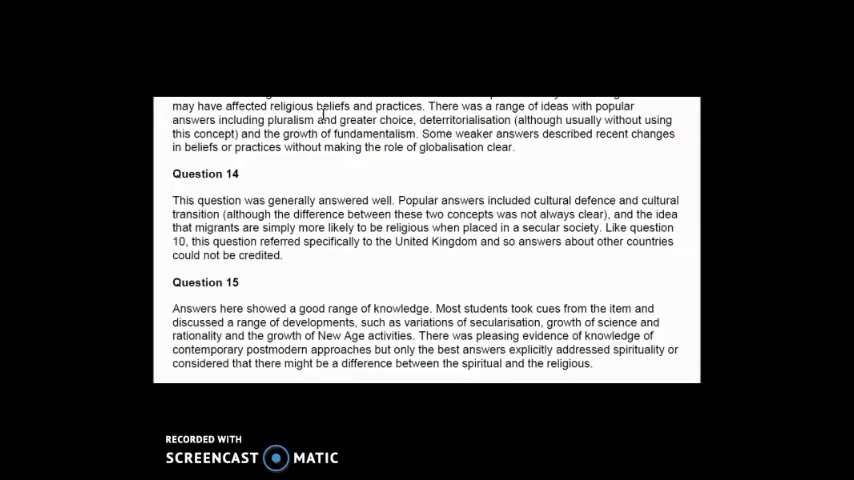 may have affected religious beliefs and practices. There was a range of ideas with popular
answers including pluralism and greater choice, deterritorialisation (although usually without using
this concept) and the growth of fundamentalism. Some weaker answers described recent changes
in beliefs or practices without making the role of globalisation clear.
Question 14
This question was generally answered well. Popular answers included cultural defence and cultural
transition (although the difference between these two concepts was not always clear), and the idea
that migrants are simply more likely to be religious when placed in a secular society. Like question
10, this question referred specifically to the United Kingdom and so answers about other countries
could not be credited.
Question 15
Answers here showed a good range of knowledge. Most students took cues from the item and
discussed a range of developments, such as variations of secularisation, growth of science and
rationality and the growth of New Age activities. There was pleasing evidence of knowledge of
contemporary postmodern approaches but only the best answers explicitly addressed spirituality or
considered that there might be a difference between the spiritual and the religious.
RECORDED WITH
SCREENCAST MATIC